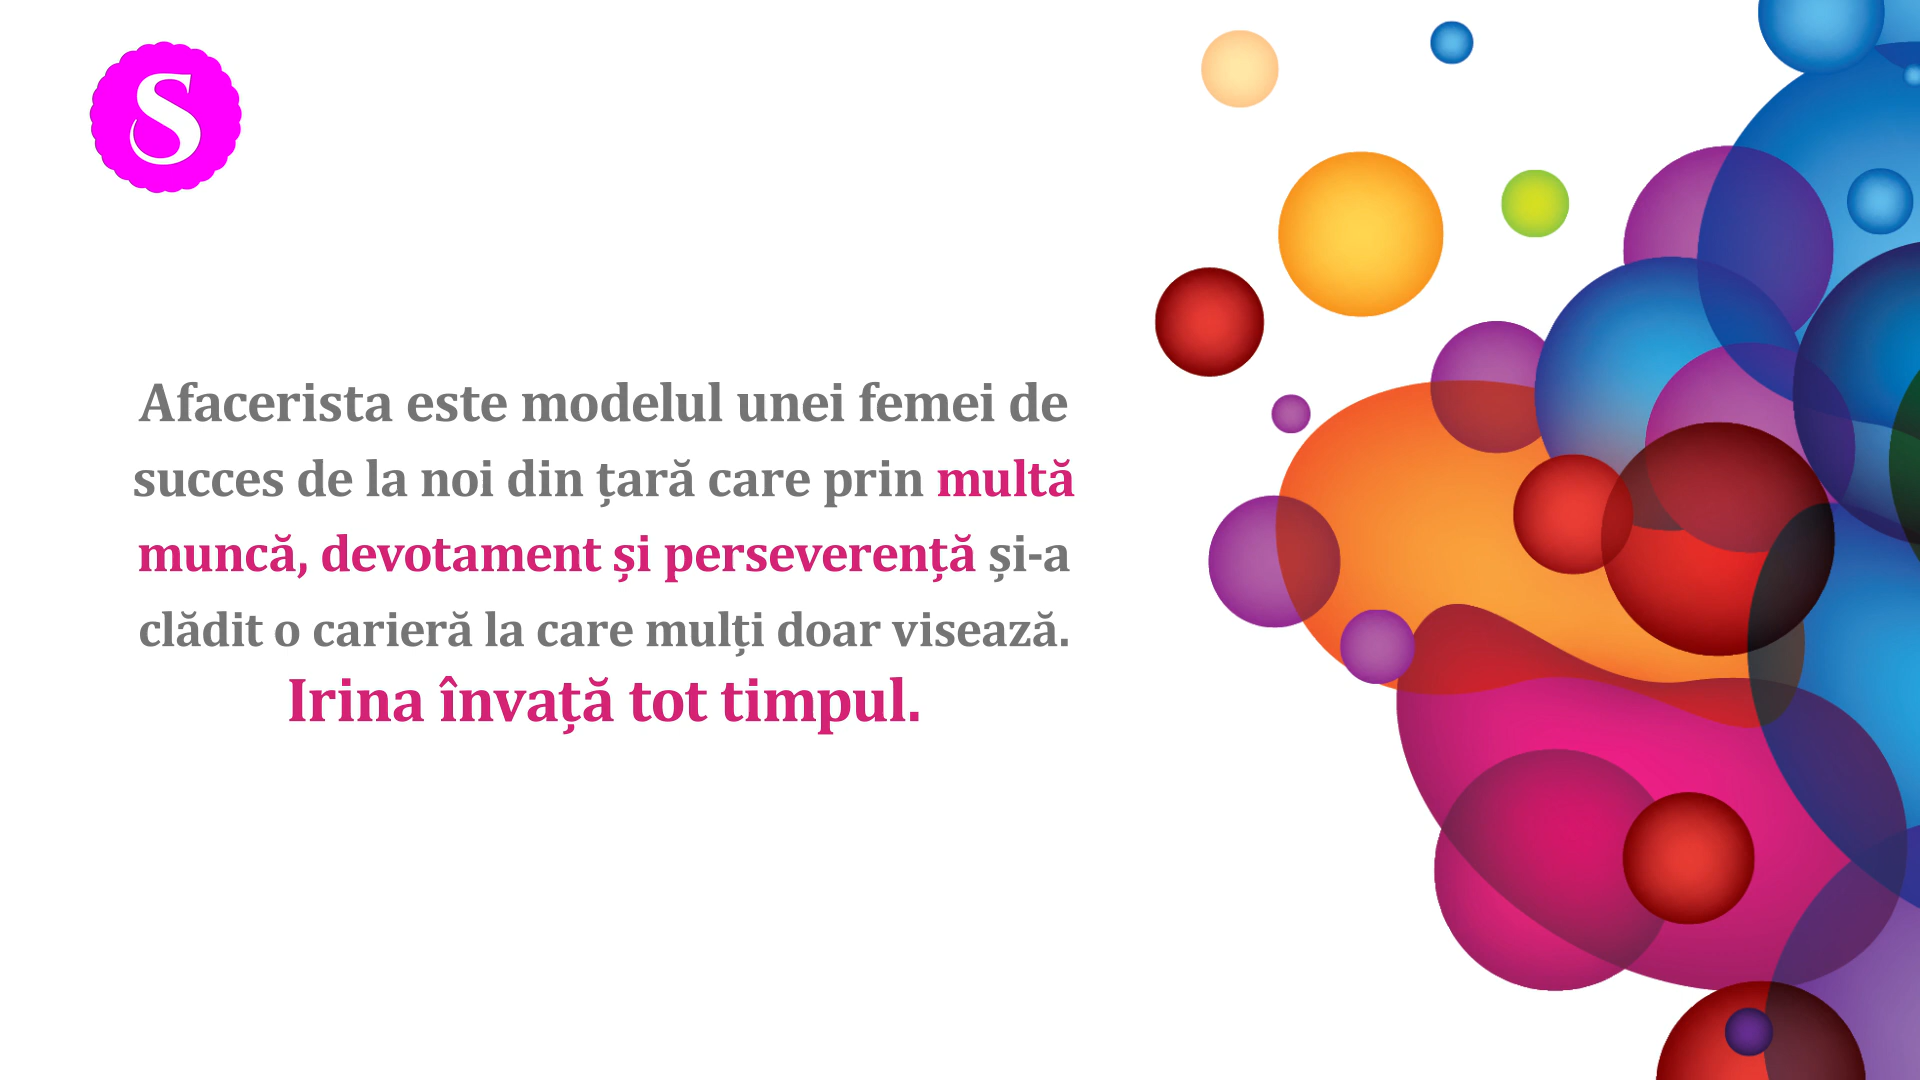 S
Afacerista este modelul unei femei de
succes de la noi din țară care prin multă
muncă, devotament și perseverență și-a
clădit o carieră la care mulți doar visează.
Irina învață tot timpul.